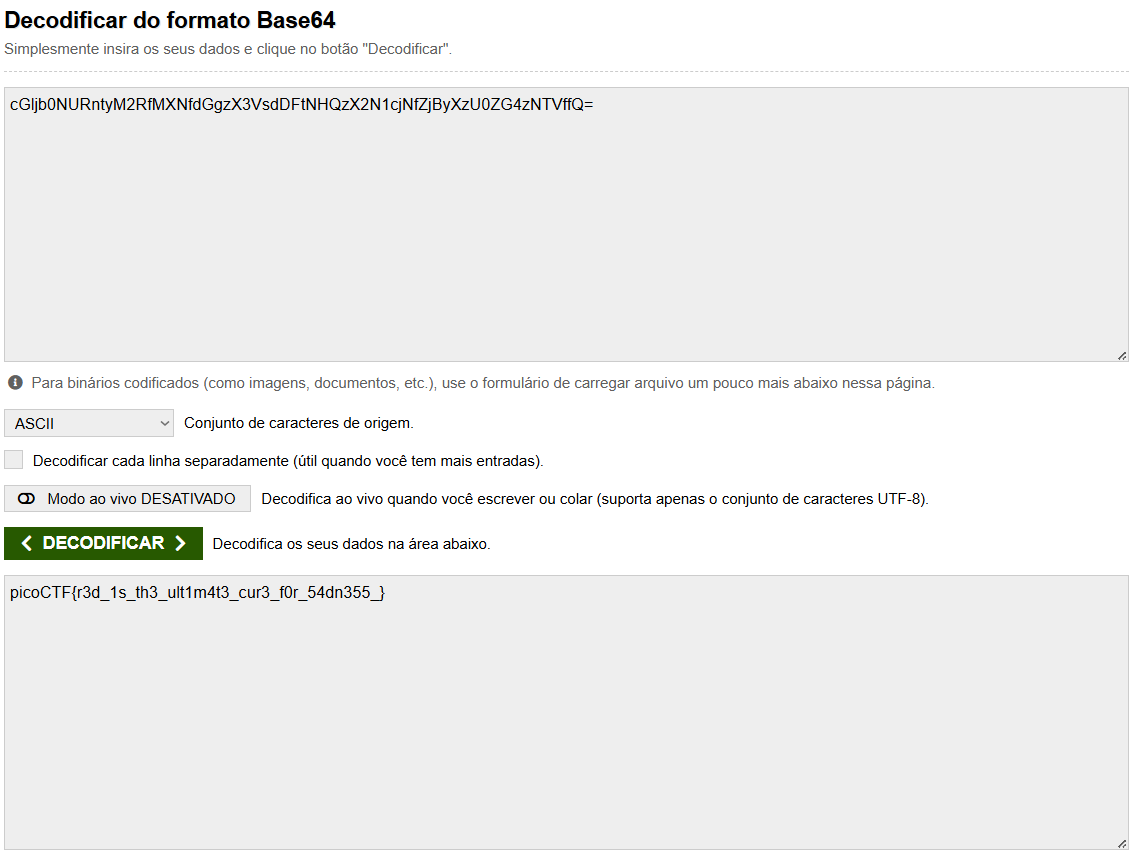 Decodificar do formato Base64
Simplesmente insira os seus dados e clique no botão "Decodificar".
cGljb0NURntyM2RfMXNfdGgzX3VsdDFtNHQzX2N1cjNfZjByXzU0ZG4zNTVffQ=
Para binários codificados (como imagens, documentos, etc.), use o formulário de carregar arquivo um pouco mais abaixo nessa página.
ASCII Conjunto de caracteres de origem.
Decodificar cada linha separadamente (útil quando você tem mais entradas).
Modo ao vivo DESATIVADO Decodifica ao vivo quando você escrever ou colar (suporta apenas o conjunto de caracteres UTF-8).
DECODIFICAR Decodifica os seus dados na área abaixo.
picoCTF{r3d_1s_th3_ult1m4t3_cur3_f0r_54dn355_}